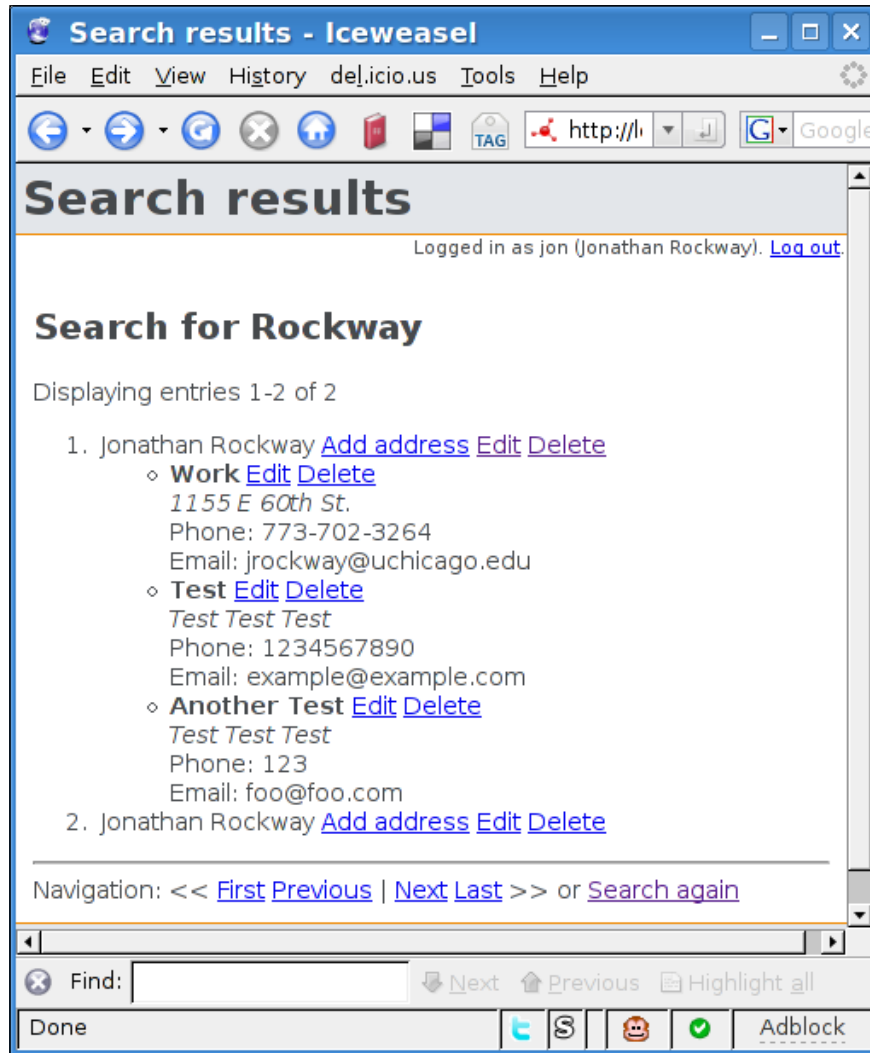 Search results - Iceweasel
File Edit View History del.icio.us Tools Help
TAG http://l G Google
Search results
Logged in as jon (Jonathan Rockway). Log out.
Search for Rockway
Displaying entries 1-2 of 2
1. Jonathan Rockway Add address Edit Delete
Work Edit Delete
1155 E 60th St.
Phone: 773-702-3264
Email: jrockway@uchicago.edu
Test Edit Delete
Test Test Test
Phone: 1234567890
Email: example@example.com
Another Test Edit Delete
Test Test Test
Phone: 123
Email: foo@foo.com
2. Jonathan Rockway Add address Edit Delete
Navigation: << First Previous | Next Last >> or Search again
Find: Next Previous Highlight all
Done t S Adblock